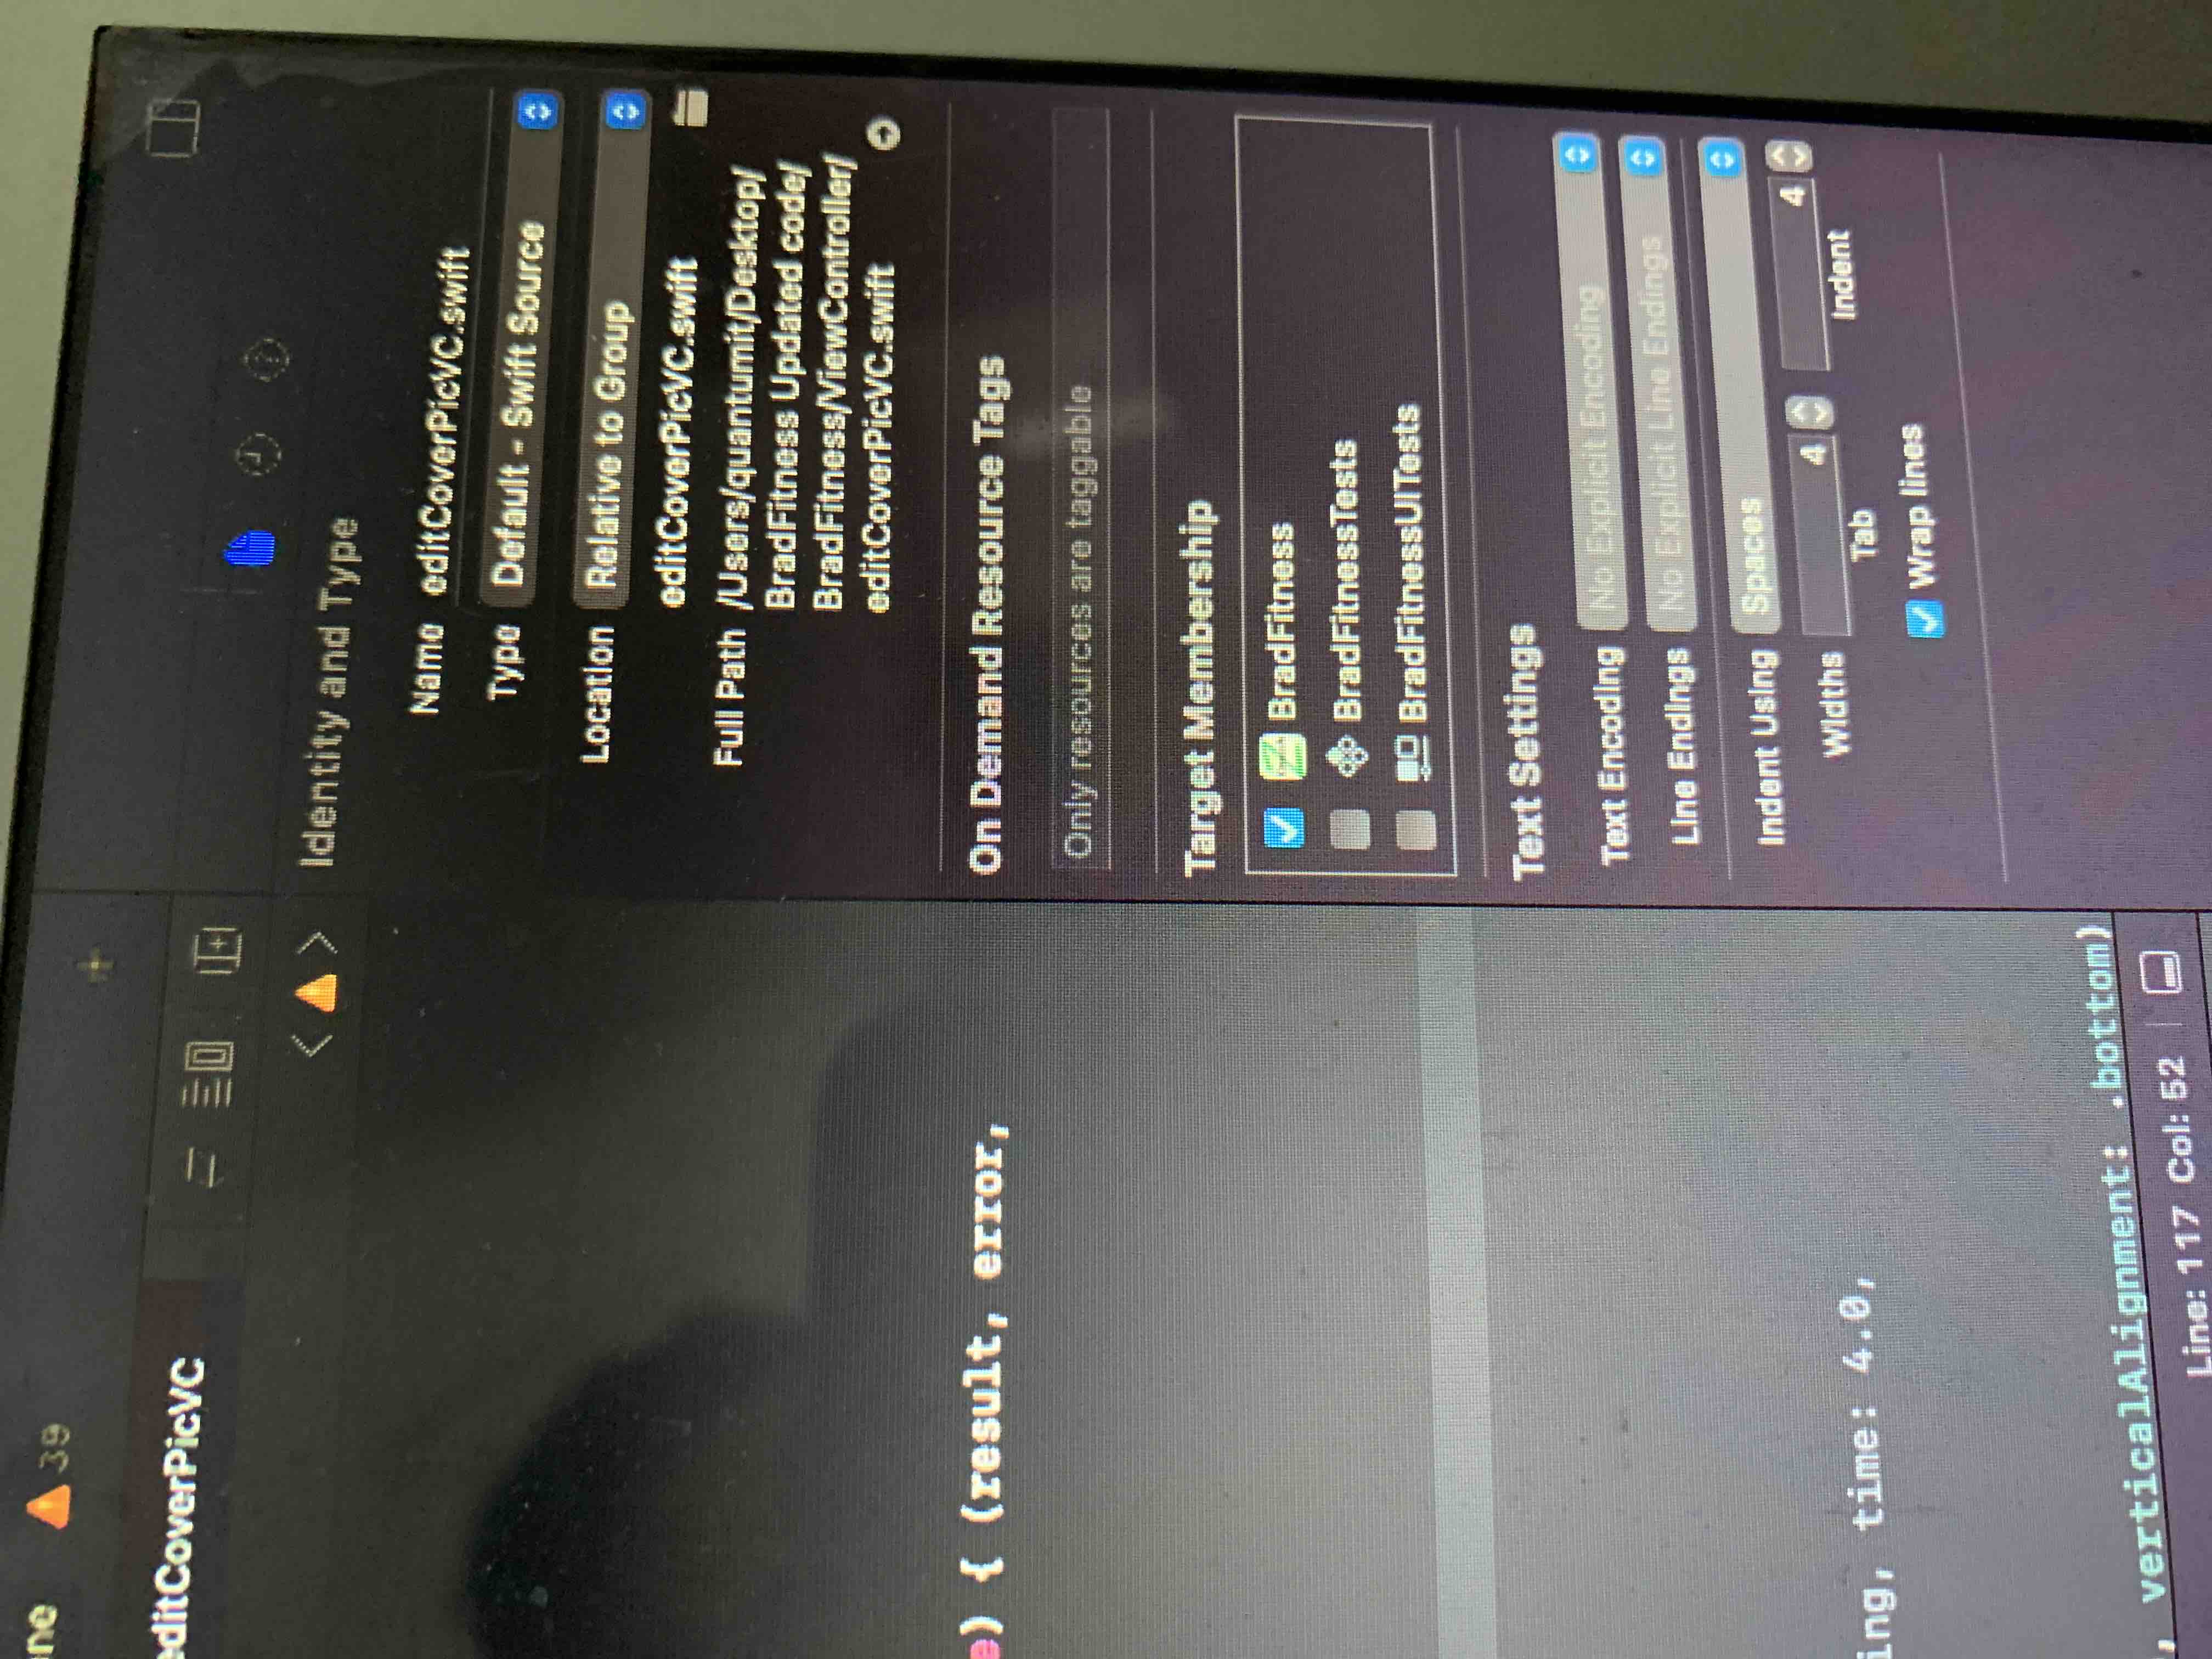 39
editCoverPicVC
Identity and Type
Name editCoverPicVC.swift
Type Default - Swift Source
Location Relative to Group
editCoverPicVC.swift
Full Path /Users/quantumit/Desktop/
BradFitness Updated code/
BradFitness/ViewController/
editCoverPicVC.swift
e) { (result, error,
On Demand Resource Tags
Only resources are taggable
Target Membership
BradFitness
BradFitnessTests
BradFitnessUITests
Text Settings
Text Encoding No Explicit Encoding
Line Endings No Explicit Line Endings
Indent Using Spaces
Widths 4 4
Tab Indent
Wrap lines
ing, time: 4.0,
, verticalAlignment: .bottom)
Line: 117 Col: 52